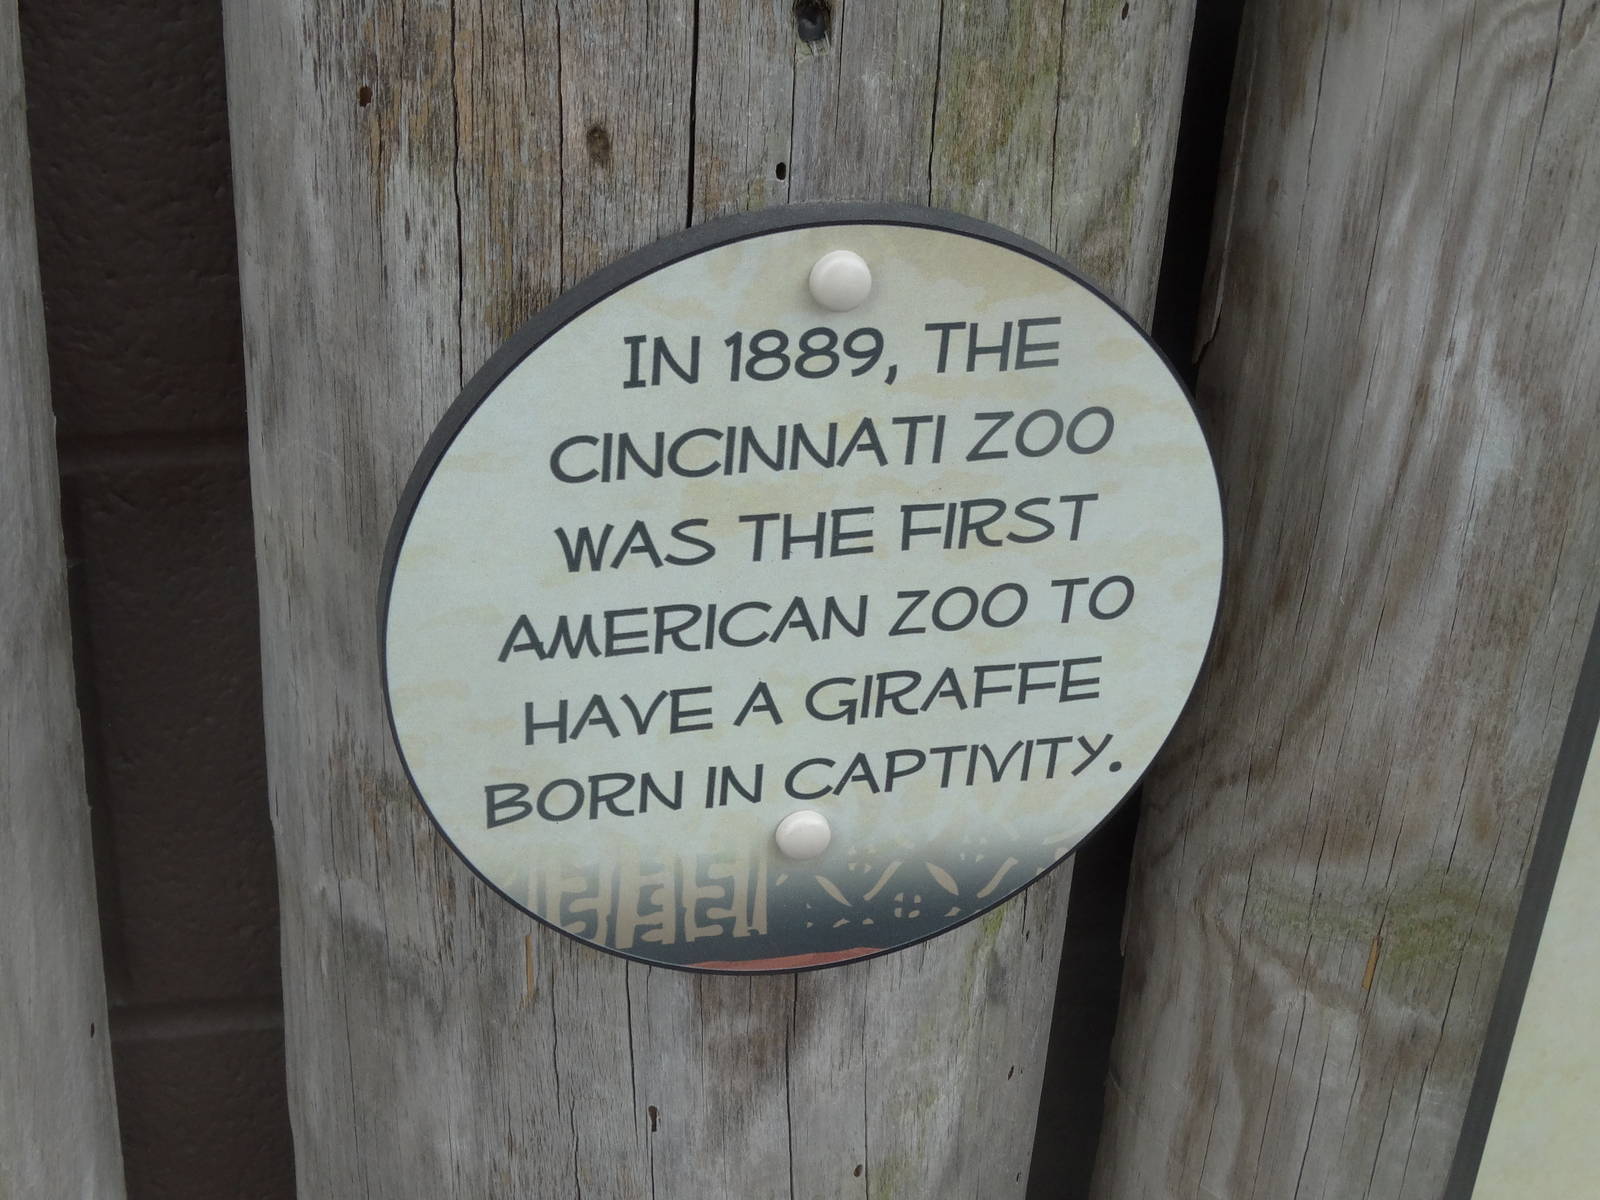 IN 1889, THE
CINCINNATI ZOO
WAS THE FIRST
AMERICAN ZOO TO
HAVE A GIRAFFE
BORN IN CAPTIVITY.